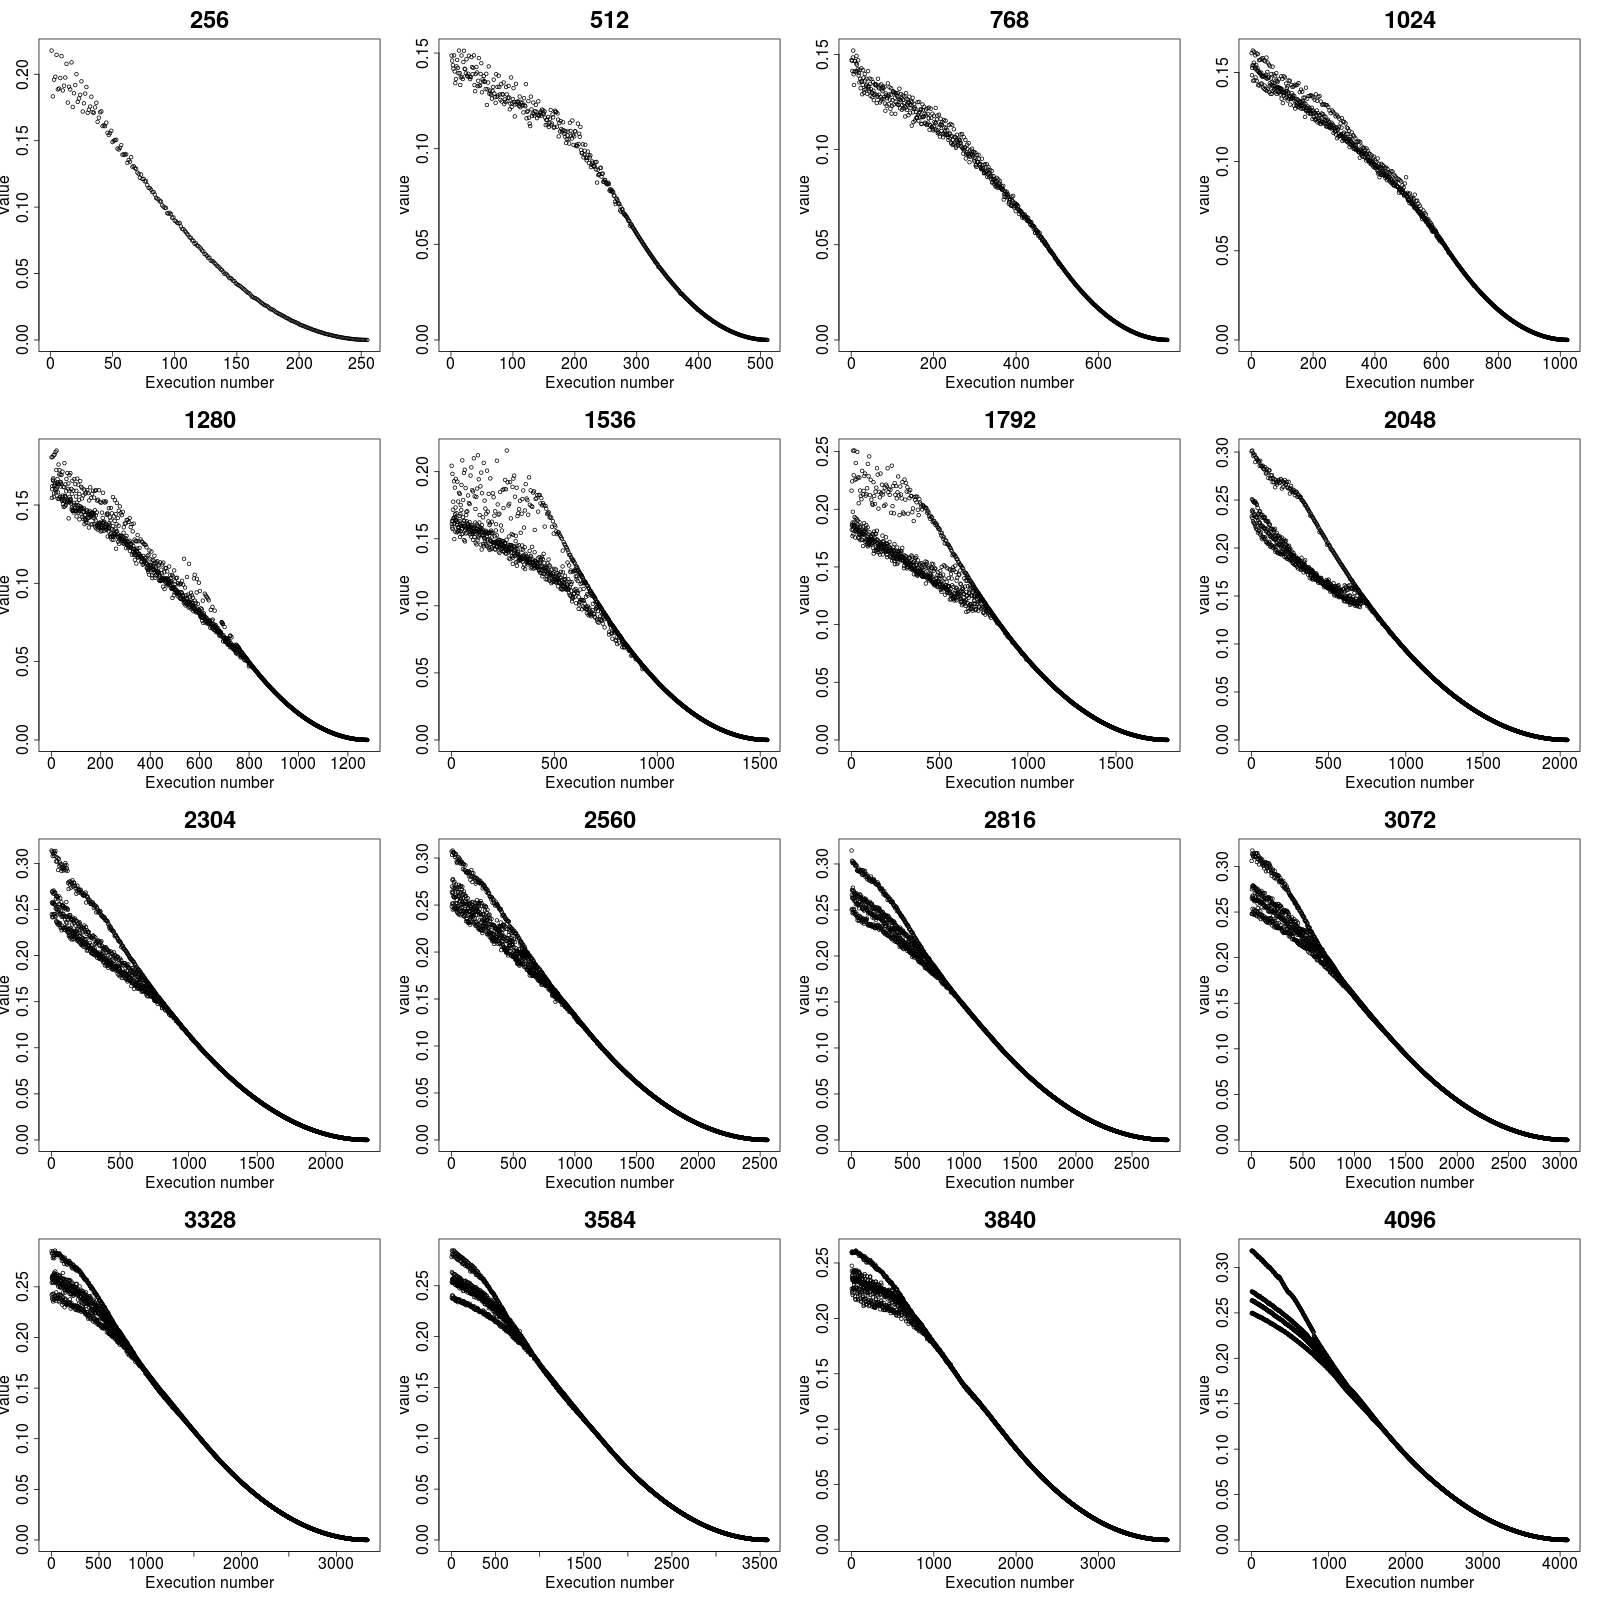 256 512 768 1024
value 0.00 0.05 0.10 0.15 0.20
0 50 100 150 200 250
Execution number
value 0.00 0.05 0.10 0.15
0 100 200 300 400 500
Execution number
value 0.00 0.05 0.10 0.15
0 200 400 600
Execution number
value 0.00 0.05 0.10 0.15
0 200 400 600 800 1000
Execution number
1280 1536 1792 2048
value 0.00 0.05 0.10 0.15
0 200 400 600 800 1000 1200
Execution number
value 0.00 0.05 0.10 0.15 0.20
0 500 1000 1500
Execution number
value 0.00 0.05 0.10 0.15 0.20 0.25
0 500 1000 1500
Execution number
value 0.00 0.05 0.10 0.15 0.20 0.25 0.30
0 500 1000 1500 2000
Execution number
2304 2560 2816 3072
value 0.00 0.05 0.10 0.15 0.20 0.25 0.30
0 500 1000 1500 2000
Execution number
value 0.00 0.05 0.10 0.15 0.20 0.25 0.30
0 500 1000 1500 2000 2500
Execution number
value 0.00 0.05 0.10 0.15 0.20 0.25 0.30
0 500 1000 1500 2000 2500
Execution number
value 0.00 0.05 0.10 0.15 0.20 0.25 0.30
0 500 1000 1500 2000 2500 3000
Execution number
3328 3584 3840 4096
value 0.00 0.05 0.10 0.15 0.20 0.25
0 500 1000 2000 3000
Execution number
value 0.00 0.05 0.10 0.15 0.20 0.25
0 500 1500 2500 3500
Execution number
value 0.00 0.05 0.10 0.15 0.20 0.25
0 1000 2000 3000
Execution number
value 0.00 0.05 0.10 0.15 0.20 0.25 0.30
0 1000 2000 3000 4000
Execution number